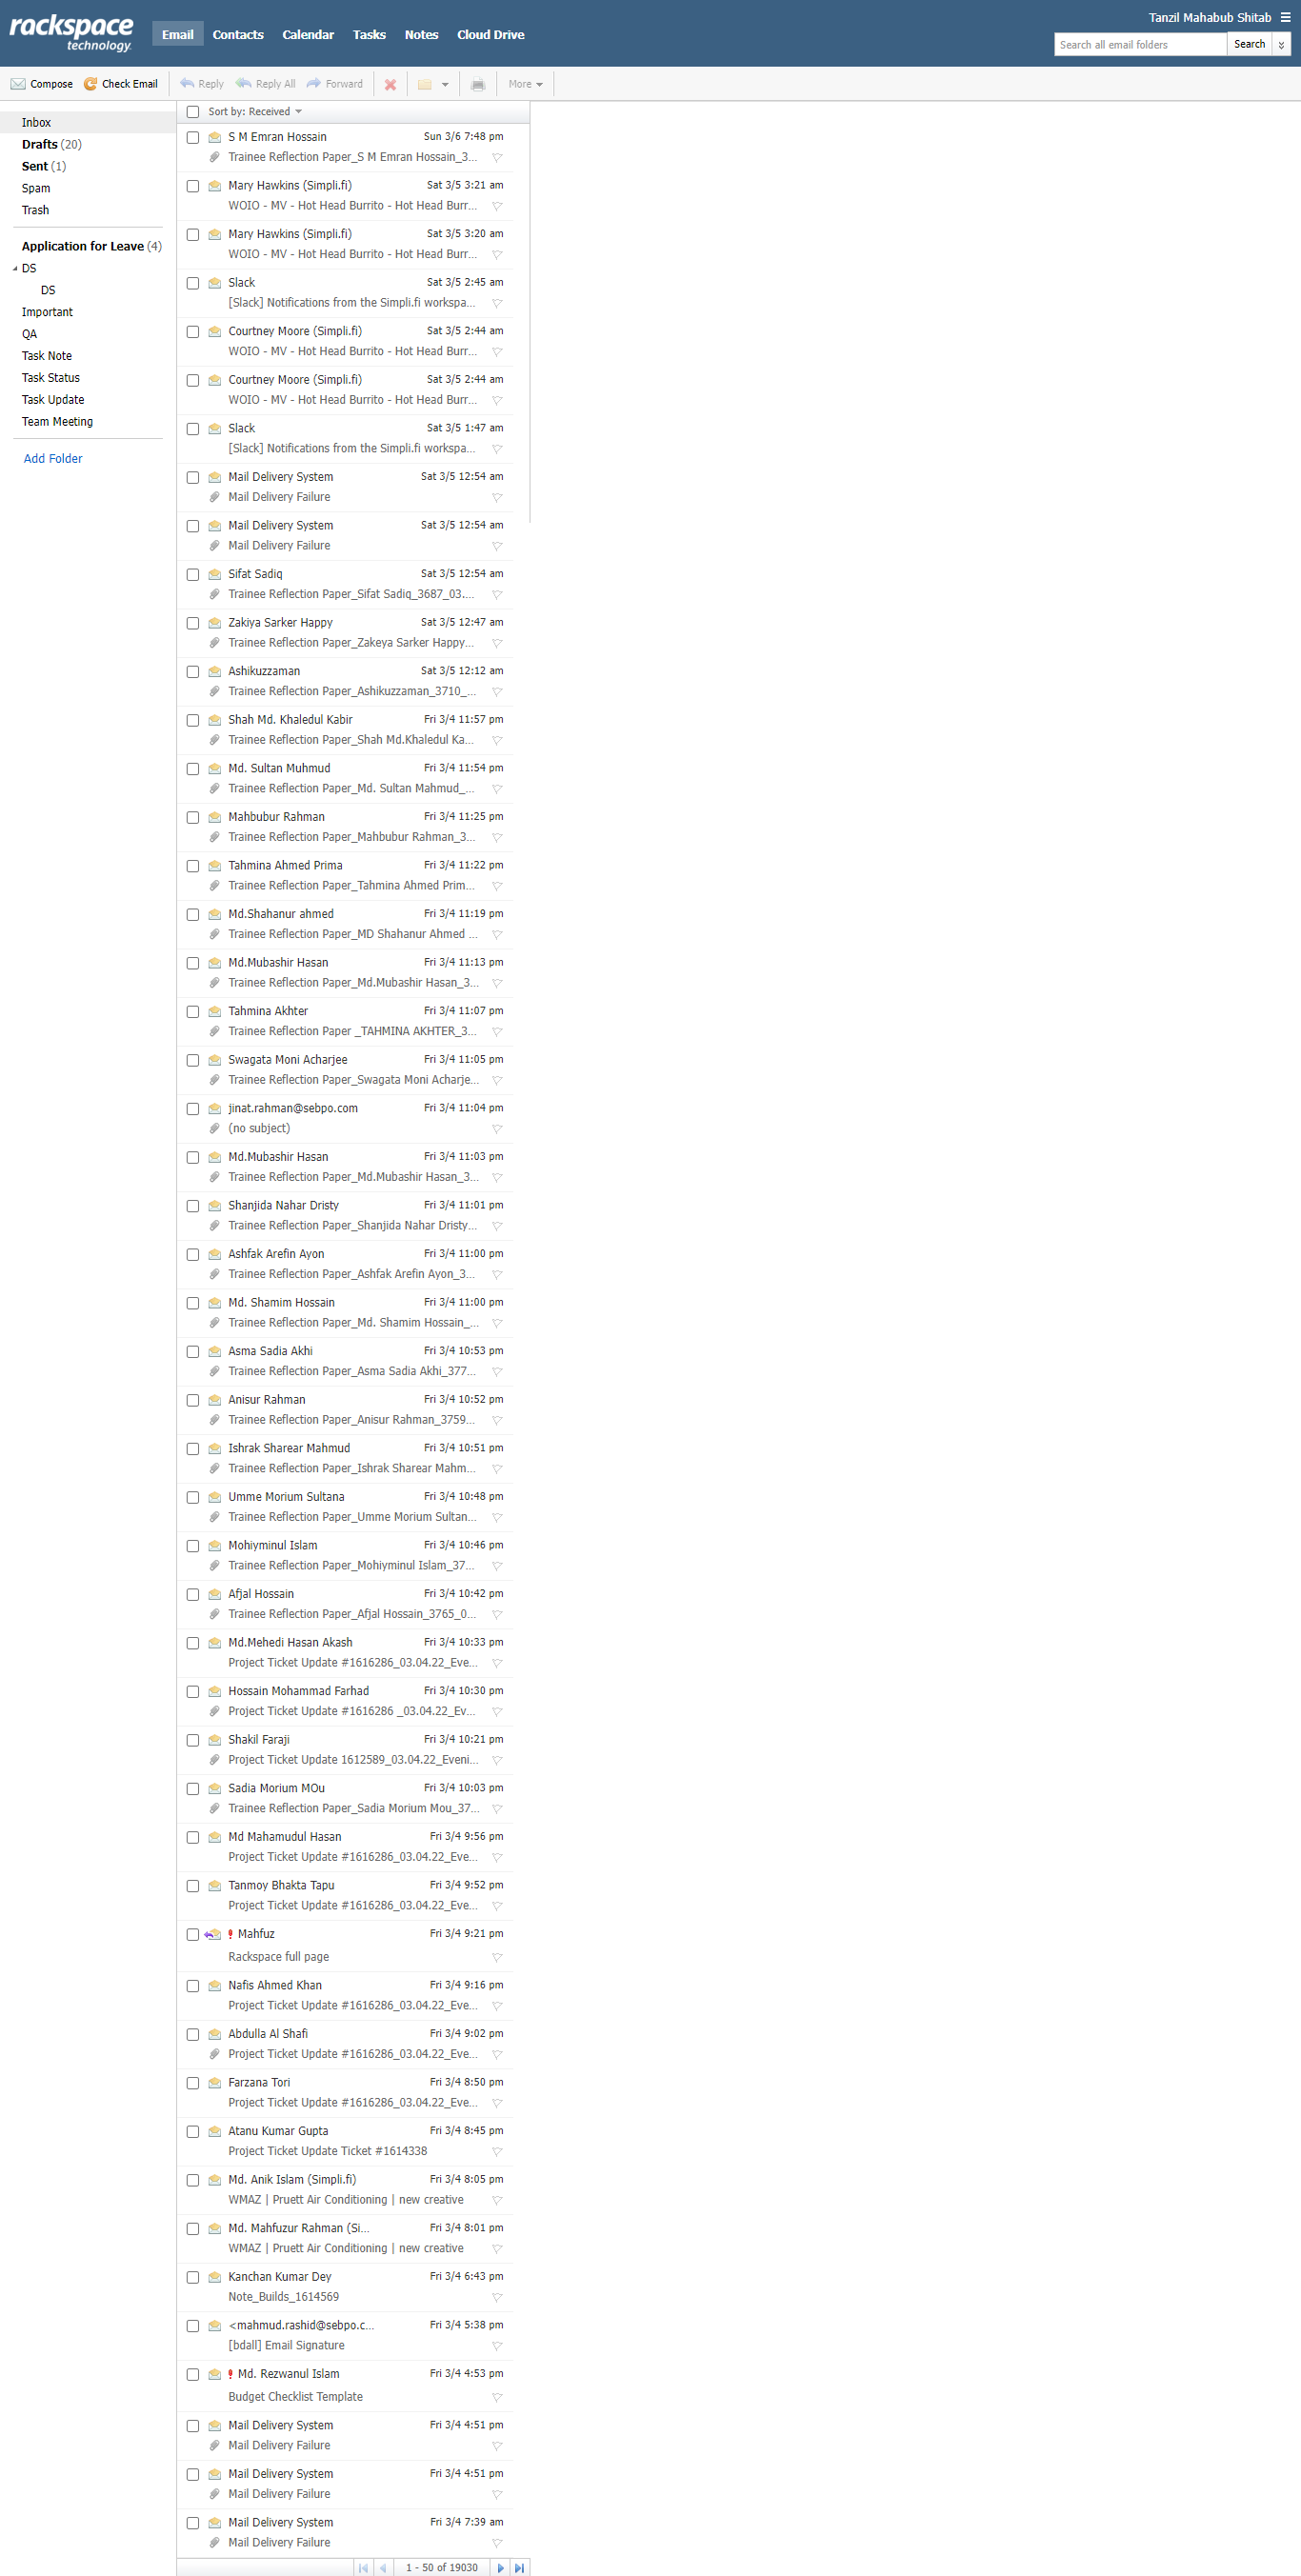 rackspace
technology
Email Contacts Calendar Tasks Notes Cloud Drive
Tanzil Mahabub Shitab
Search all email folders Search
Compose Check Email Reply Reply All Forward More
Inbox
Drafts (20)
Sent (1)
Spam
Trash
Application for Leave (4)
DS
DS
Important
QA
Task Note
Task Status
Task Update
Team Meeting
Add Folder
Sort by: Received
S M Emran Hossain Sun 3/6 7:48 pm
Trainee Reflection Paper_S M Emran Hossain_3...
Mary Hawkins (Simpli.fi) Sat 3/5 3:21 am
WOIO - MV - Hot Head Burrito - Hot Head Burr...
Mary Hawkins (Simpli.fi) Sat 3/5 3:20 am
WOIO - MV - Hot Head Burrito - Hot Head Burr...
Slack Sat 3/5 2:45 am
[Slack] Notifications from the Simpli.fi workspa...
Courtney Moore (Simpli.fi) Sat 3/5 2:44 am
WOIO - MV - Hot Head Burrito - Hot Head Burr...
Courtney Moore (Simpli.fi) Sat 3/5 2:44 am
WOIO - MV - Hot Head Burrito - Hot Head Burr...
Slack Sat 3/5 1:47 am
[Slack] Notifications from the Simpli.fi workspa...
Mail Delivery System Sat 3/5 12:54 am
Mail Delivery Failure
Mail Delivery System Sat 3/5 12:54 am
Mail Delivery Failure
Sifat Sadiq Sat 3/5 12:54 am
Trainee Reflection Paper_Sifat Sadiq_3687_03....
Zakiya Sarker Happy Sat 3/5 12:47 am
Trainee Reflection Paper_Zakeya Sarker Happy...
Ashikuzzaman Sat 3/5 12:12 am
Trainee Reflection Paper_Ashikuzzaman_3710_...
Shah Md. Khaledul Kabir Fri 3/4 11:57 pm
Trainee Reflection Paper_Shah Md.Khaledul Ka...
Md. Sultan Muhmud Fri 3/4 11:54 pm
Trainee Reflection Paper_Md. Sultan Mahmud_...
Mahbubur Rahman Fri 3/4 11:25 pm
Trainee Reflection Paper_Mahbubur Rahman_3...
Tahmina Ahmed Prima Fri 3/4 11:22 pm
Trainee Reflection Paper_Tahmina Ahmed Prim...
Md.Shahanur ahmed Fri 3/4 11:19 pm
Trainee Reflection Paper_MD Shahanur Ahmed ...
Md.Mubashir Hasan Fri 3/4 11:13 pm
Trainee Reflection Paper_Md.Mubashir Hasan_3...
Tahmina Akhter Fri 3/4 11:07 pm
Trainee Reflection Paper _TAHMINA AKHTER_3...
Swagata Moni Acharjee Fri 3/4 11:05 pm
Trainee Reflection Paper_Swagata Moni Acharje...
jinat.rahman@sebpo.com Fri 3/4 11:04 pm
(no subject)
Md.Mubashir Hasan Fri 3/4 11:03 pm
Trainee Reflection Paper_Md.Mubashir Hasan_3...
Shanjida Nahar Dristy Fri 3/4 11:01 pm
Trainee Reflection Paper_Shanjida Nahar Dristy...
Ashfak Arefin Ayon Fri 3/4 11:00 pm
Trainee Reflection Paper_Ashfak Arefin Ayon_3...
Md. Shamim Hossain Fri 3/4 11:00 pm
Trainee Reflection Paper_Md. Shamim Hossain_...
Asma Sadia Akhi Fri 3/4 10:53 pm
Trainee Reflection Paper_Asma Sadia Akhi_377...
Anisur Rahman Fri 3/4 10:52 pm
Trainee Reflection Paper_Anisur Rahman_3759...
Ishrak Sharear Mahmud Fri 3/4 10:51 pm
Trainee Reflection Paper_Ishrak Sharear Mahm...
Umme Morium Sultana Fri 3/4 10:48 pm
Trainee Reflection Paper_Umme Morium Sultan...
Mohiyminul Islam Fri 3/4 10:46 pm
Trainee Reflection Paper_Mohiyminul Islam_37...
Afjal Hossain Fri 3/4 10:42 pm
Trainee Reflection Paper_Afjal Hossain_3765_0...
Md.Mehedi Hasan Akash Fri 3/4 10:33 pm
Project Ticket Update #1616286_03.04.22_Eve...
Hossain Mohammad Farhad Fri 3/4 10:30 pm
Project Ticket Update #1616286 _03.04.22_Ev...
Shakil Faraji Fri 3/4 10:21 pm
Project Ticket Update 1612589_03.04.22_Eveni...
Sadia Morium MOu Fri 3/4 10:03 pm
Trainee Reflection Paper_Sadia Morium Mou_37...
Md Mahamudul Hasan Fri 3/4 9:56 pm
Project Ticket Update #1616286_03.04.22_Eve...
Tanmoy Bhakta Tapu Fri 3/4 9:52 pm
Project Ticket Update #1616286_03.04.22_Eve...
Mahfuz Fri 3/4 9:21 pm
Rackspace full page
Nafis Ahmed Khan Fri 3/4 9:16 pm
Project Ticket Update #1616286_03.04.22_Eve...
Abdulla Al Shafi Fri 3/4 9:02 pm
Project Ticket Update #1616286_03.04.22_Eve...
Farzana Tori Fri 3/4 8:50 pm
Project Ticket Update #1616286_03.04.22_Eve...
Atanu Kumar Gupta Fri 3/4 8:45 pm
Project Ticket Update Ticket #1614338
Md. Anik Islam (Simpli.fi) Fri 3/4 8:05 pm
WMAZ | Pruett Air Conditioning | new creative
Md. Mahfuzur Rahman (Si... Fri 3/4 8:01 pm
WMAZ | Pruett Air Conditioning | new creative
Kanchan Kumar Dey Fri 3/4 6:43 pm
Note_Builds_1614569
<mahmud.rashid@sebpo.c... Fri 3/4 5:38 pm
[bdall] Email Signature
Md. Rezwanul Islam Fri 3/4 4:53 pm
Budget Checklist Template
Mail Delivery System Fri 3/4 4:51 pm
Mail Delivery Failure
Mail Delivery System Fri 3/4 4:51 pm
Mail Delivery Failure
Mail Delivery System Fri 3/4 7:39 am
Mail Delivery Failure
1 - 50 of 19030